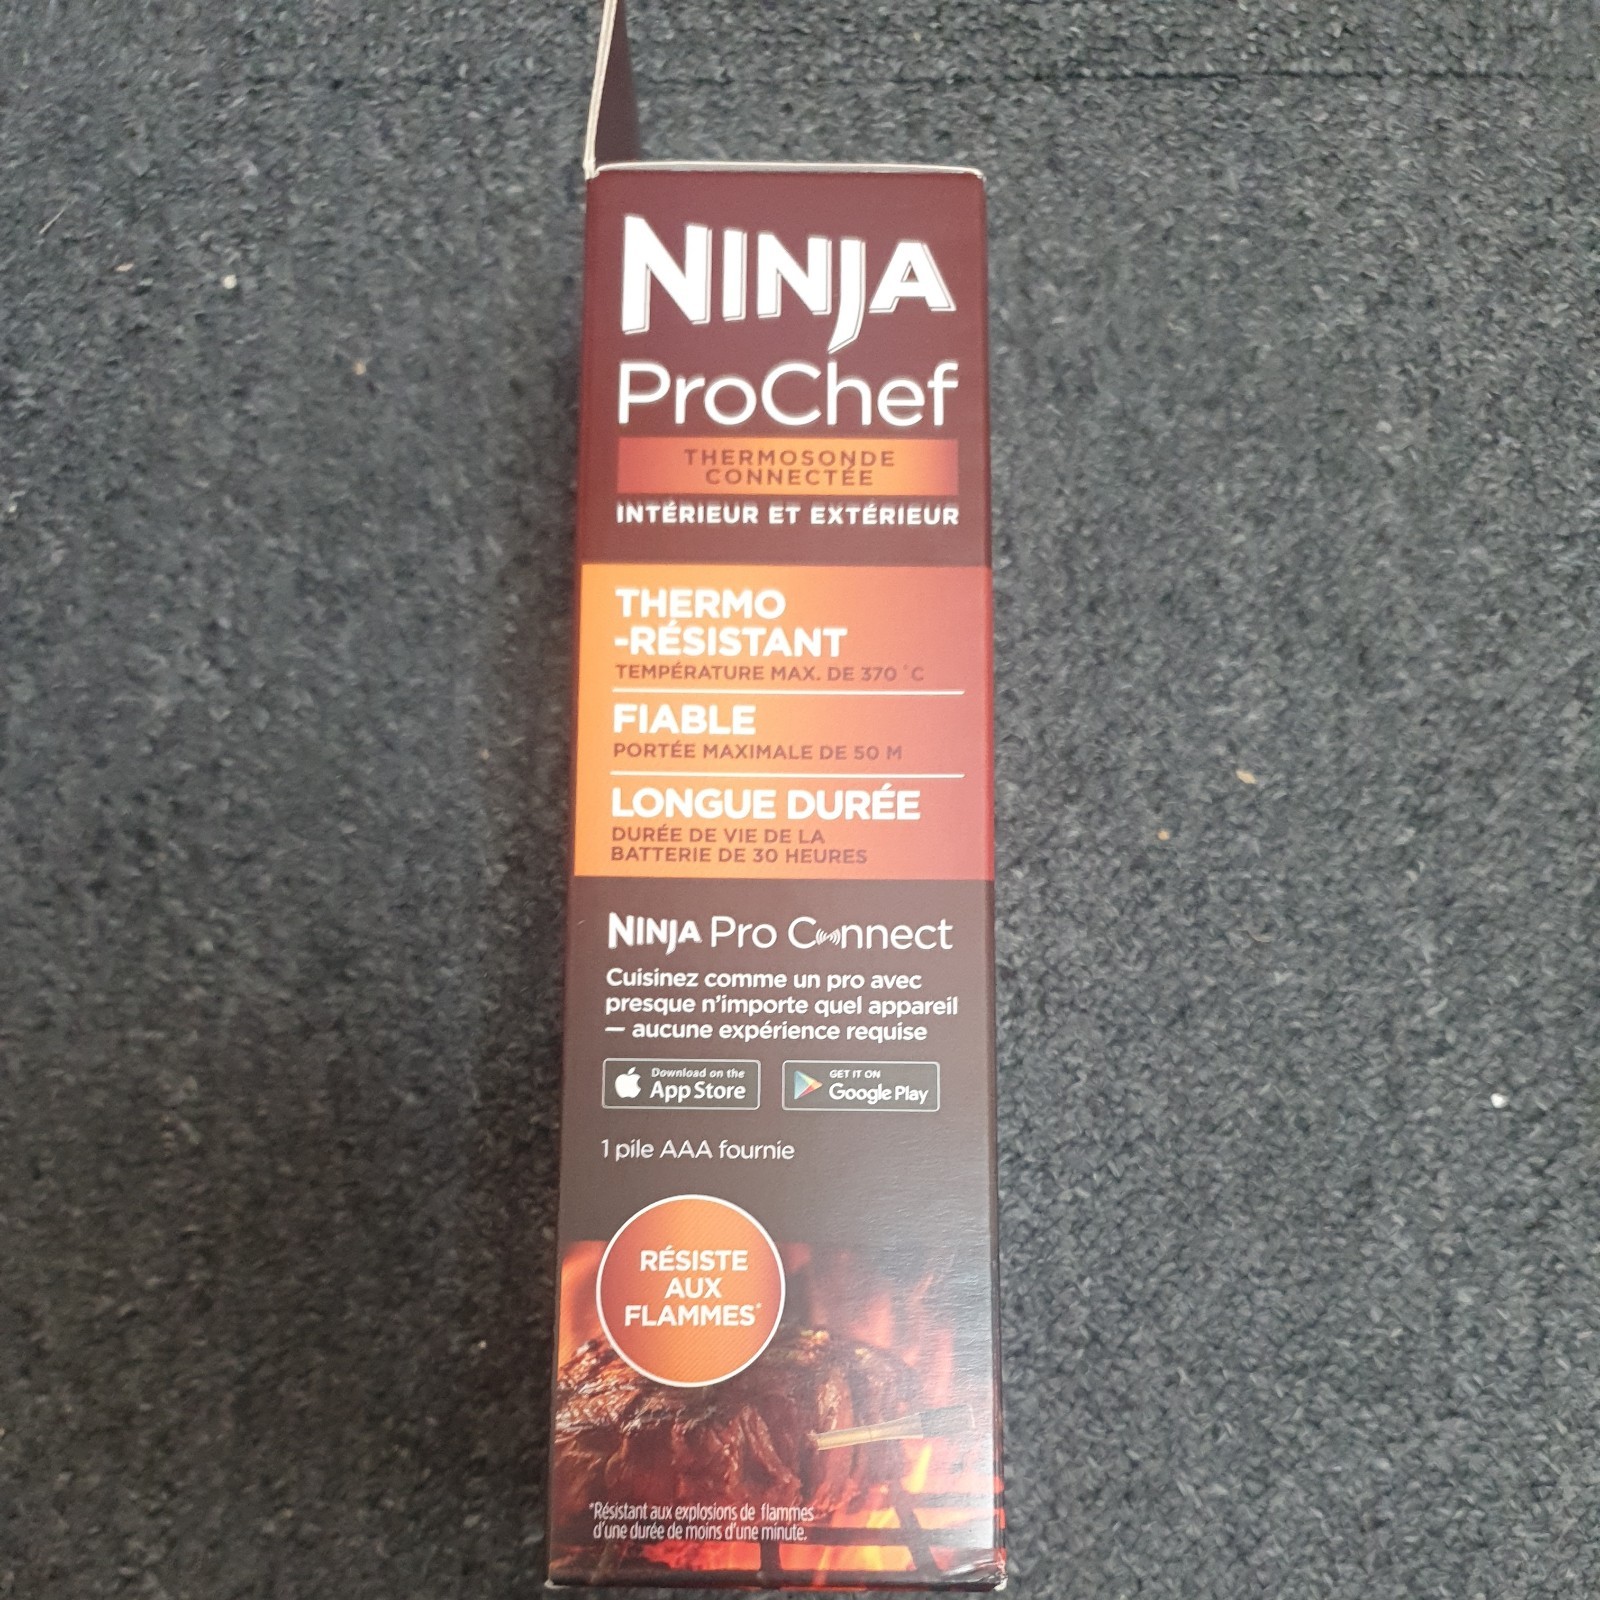 NINJA
ProChef
THERMOSONDE
CONNECTÉE
INTÉRIEUR ET EXTÉRIEUR
THERMO
-RÉSISTANT
TEMPÉRATURE MAX. DE 370 °C
FIABLE
PORTÉE MAXIMALE DE 50 M
LONGUE DURÉE
DURÉE DE VIE DE LA
BATTERIE DE 30 HEURES
NINJA Pro Connect
Cuisinez comme un pro avec
presque n'importe quel appareil
— aucune expérience requise
Download on the
App Store
GET IT ON
Google Play
1 pile AAA fournie
RÉSISTE
AUX
FLAMMES*
*Résistant aux explosions de flammes
d'une durée de moins d'une minute.